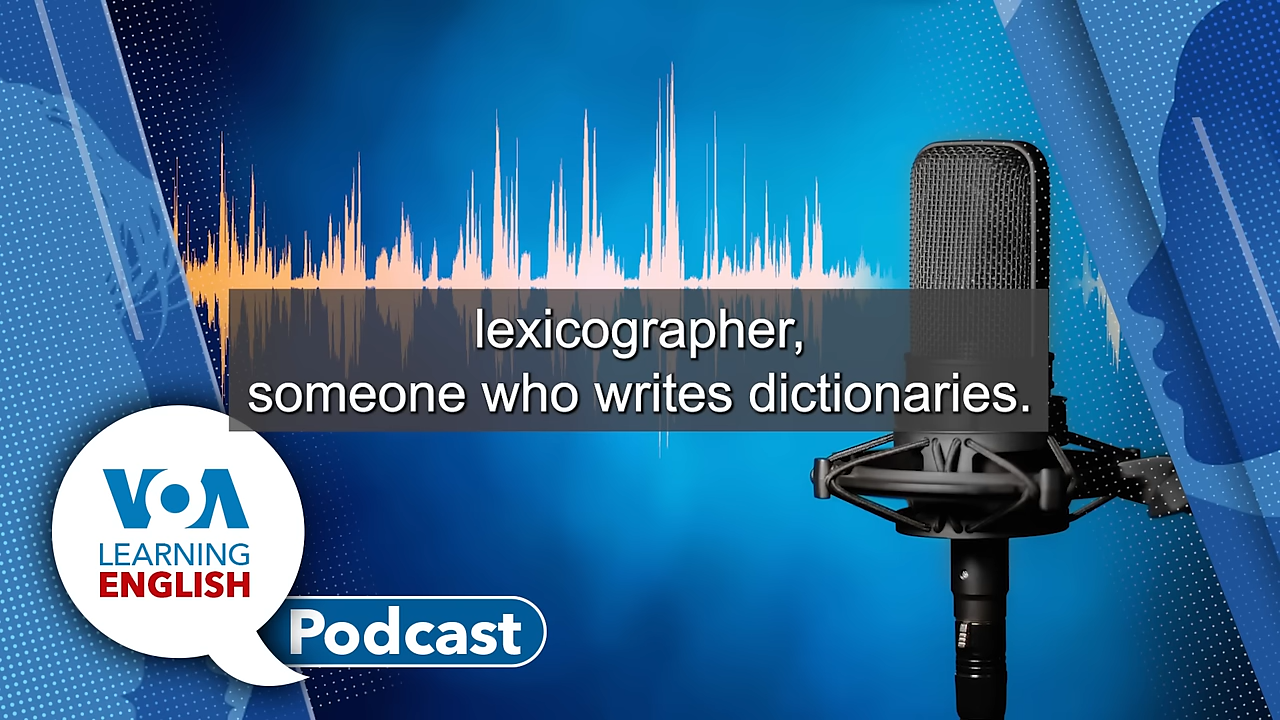 lexicographer,
someone who writes dictionaries.
VOA
LEARNING
ENGLISH
Podcast